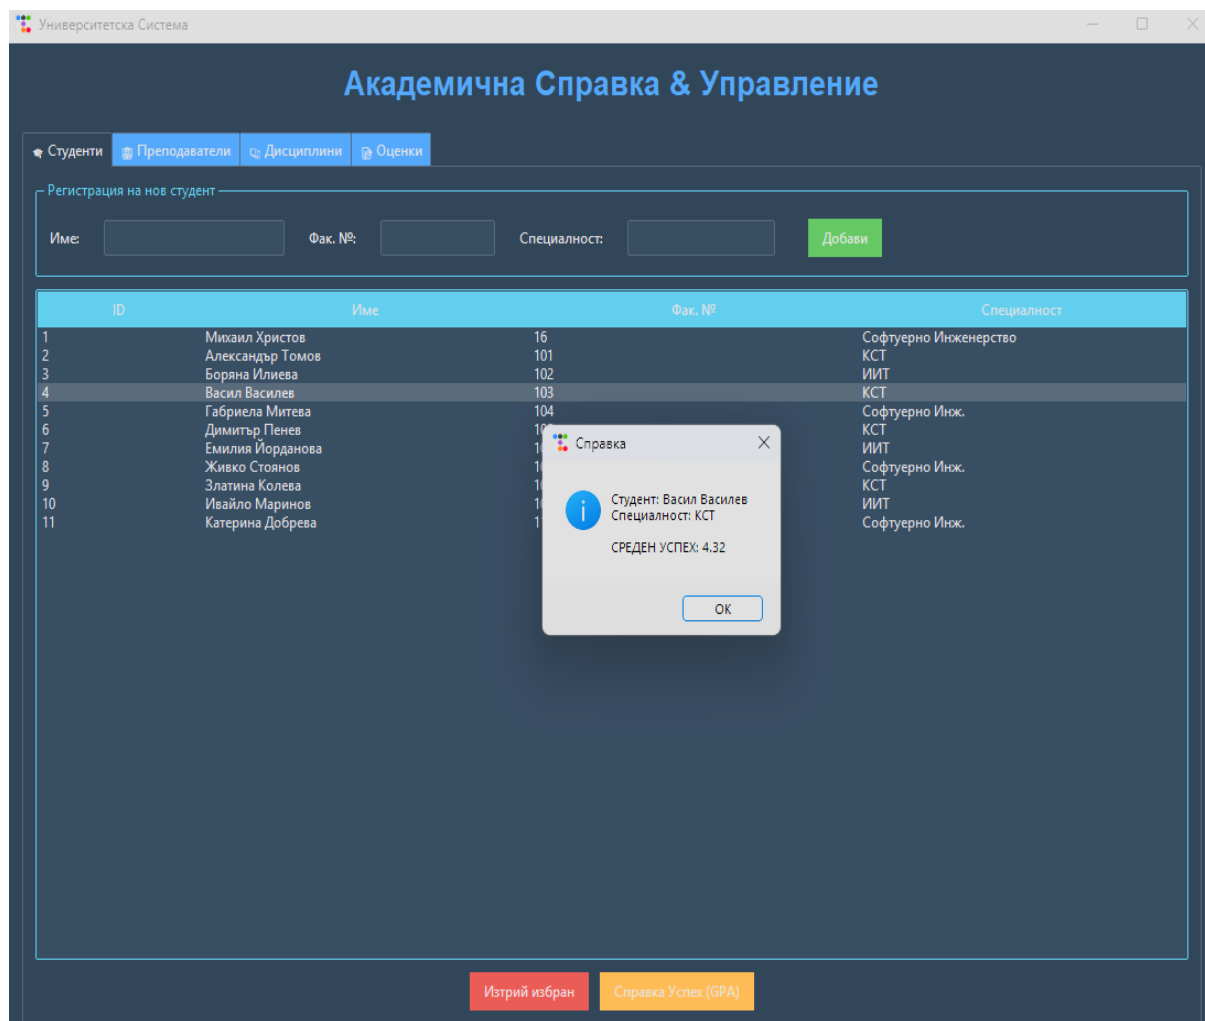 Университетска Система
Академична Справка & Управление
Студенти Преподаватели Дисциплини Оценки
Регистрация на нов студент
Име: Фак. №: Специалност: Добави
ID Име Фак. № Специалност
1 Михаил Христов 16 Софтуерно Инженерство
2 Александър Томов 101 КСТ
3 Боряна Илиева 102 ИИТ
4 Васил Василев 103 КСТ
5 Габриела Митева 104 Софтуерно Инж.
6 Димитър Пенев КСТ
7 Емилия Йорданова ИИТ
8 Живко Стоянов Софтуерно Инж.
9 Златина Колева КСТ
10 Ивайло Маринов ИИТ
11 Катерина Добрева Софтуерно Инж.
Справка
Студент: Васил Василев
Специалност: КСТ
СРЕДЕН УСПЕХ: 4.32
OK
Изтрий избран Справка Успех (GPA)